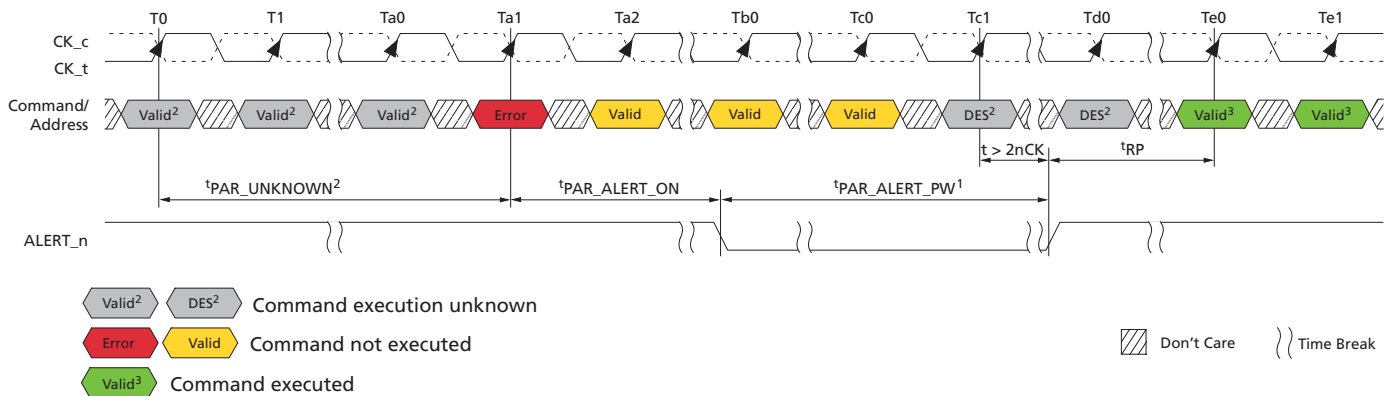 T0 T1 Ta0 Ta1 Ta2 Tb0 Tc0 Tc1 Td0 Te0 Te1
CK_c
CK_t
Command/
Address
Valid² Valid² Valid² Error Valid Valid Valid DES² DES² Valid³ Valid³
t > 2nCK ᵗRP
ᵗPAR_UNKNOWN² ᵗPAR_ALERT_ON ᵗPAR_ALERT_PW¹
ALERT_n
Valid² DES² Command execution unknown
Error Valid Command not executed
Don't Care Time Break
Valid³ Command executed